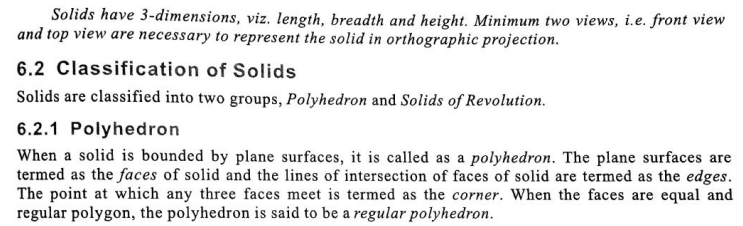 Solids have 3-dimensions, viz. length, breadth and height. Minimum two views, i.e. front view
and top view are necessary to represent the solid in orthographic projection.
6.2 Classification of Solids
Solids are classified into two groups, Polyhedron and Solids of Revolution.
6.2.1 Polyhedron
When a solid is bounded by plane surfaces, it is called as a polyhedron. The plane surfaces are
termed as the faces of solid and the lines of intersection of faces of solid are termed as the edges.
The point at which any three faces meet is termed as the corner. When the faces are equal and
regular polygon, the polyhedron is said to be a regular polyhedron.